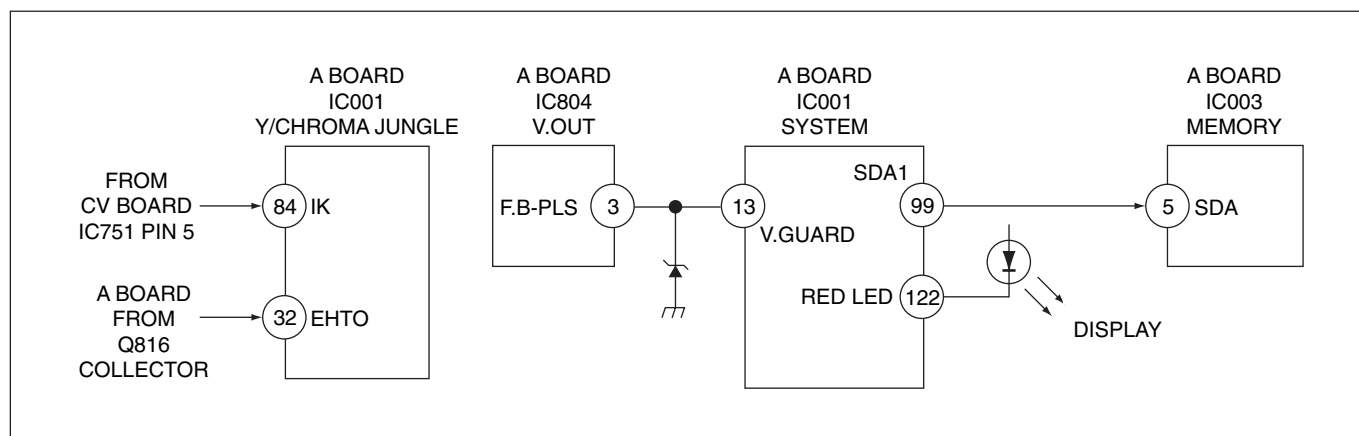 A BOARD
IC001
Y/CHROMA JUNGLE
FROM
CV BOARD
IC751 PIN 5
84
IK
A BOARD
FROM
Q816
COLLECTOR
32
EHTO
A BOARD
IC804
V.OUT
F.B-PLS
3
A BOARD
IC001
SYSTEM
13
V.GUARD
SDA1
99
RED LED
122
DISPLAY
A BOARD
IC003
MEMORY
5
SDA